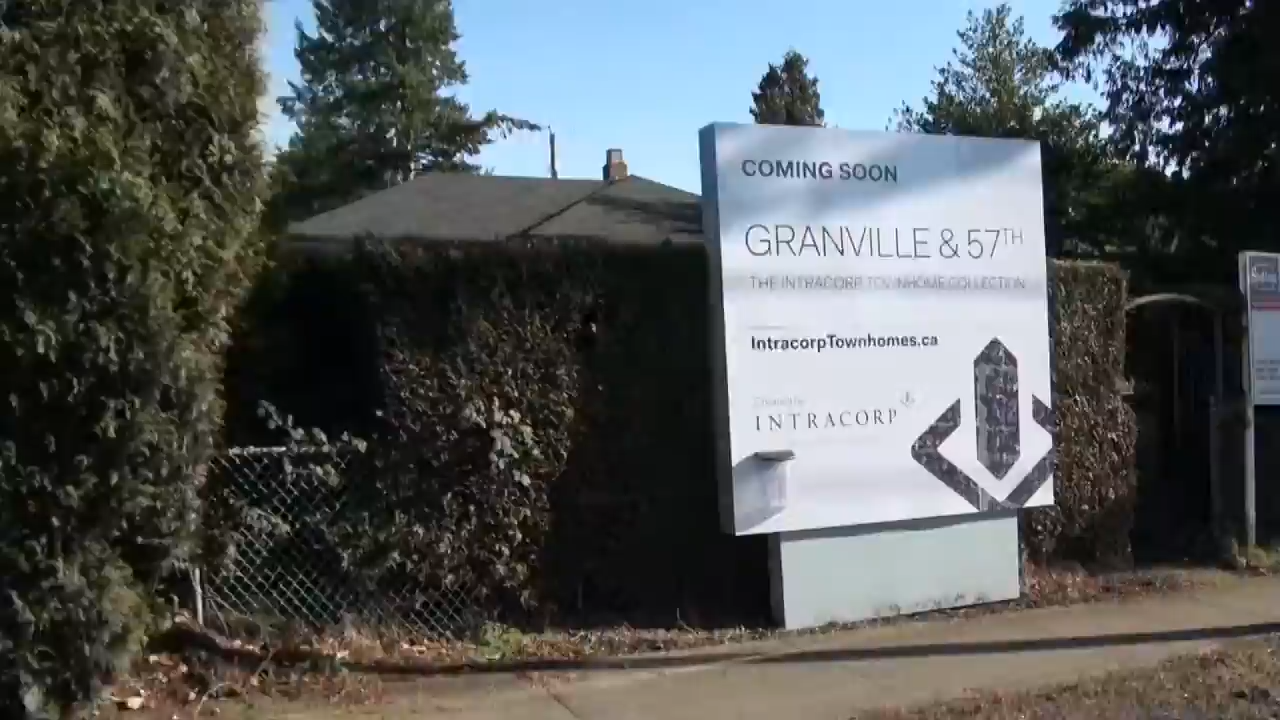 COMING SOON
GRANVILLE & 57TH
THE INTRACORP TOWNHOME COLLECTION
IntracorpTownhomes.ca
INTRACORP